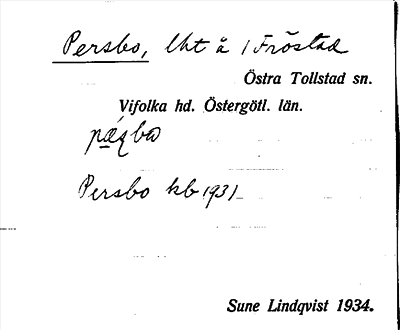 Persbo, lht å 1 Fröstad
Östra Tollstad sn.
Vifolka hd. Östergötl. län.
Persbo kb 1931
Sune Lindqvist 1934.